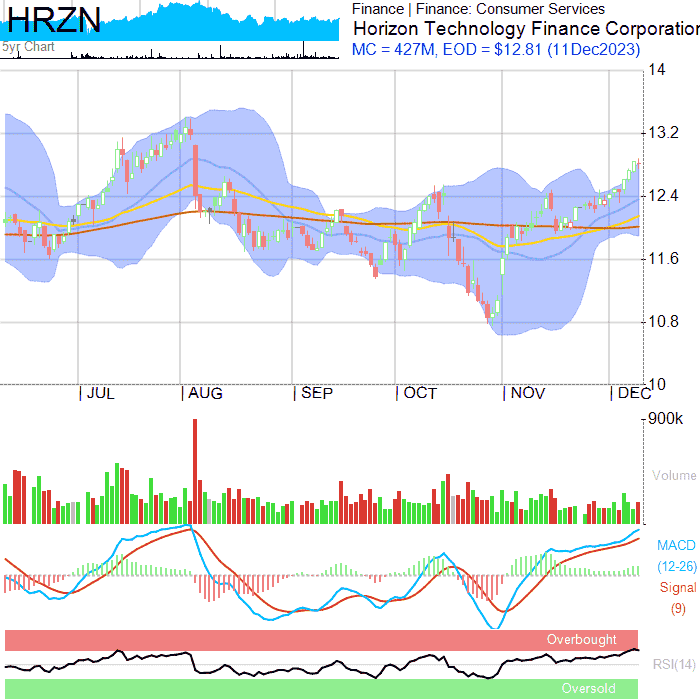 HRZN
5yr Chart
Finance | Finance: Consumer Services
Horizon Technology Finance Corporation
MC = 427M, EOD = $12.81 (11Dec2023)
14
13.2
12.4
11.6
10.8
10
JUL AUG SEP OCT NOV DEC
900k
Volume
MACD
(12-26)
Signal
(9)
Overbought
RSI(14)
Oversold